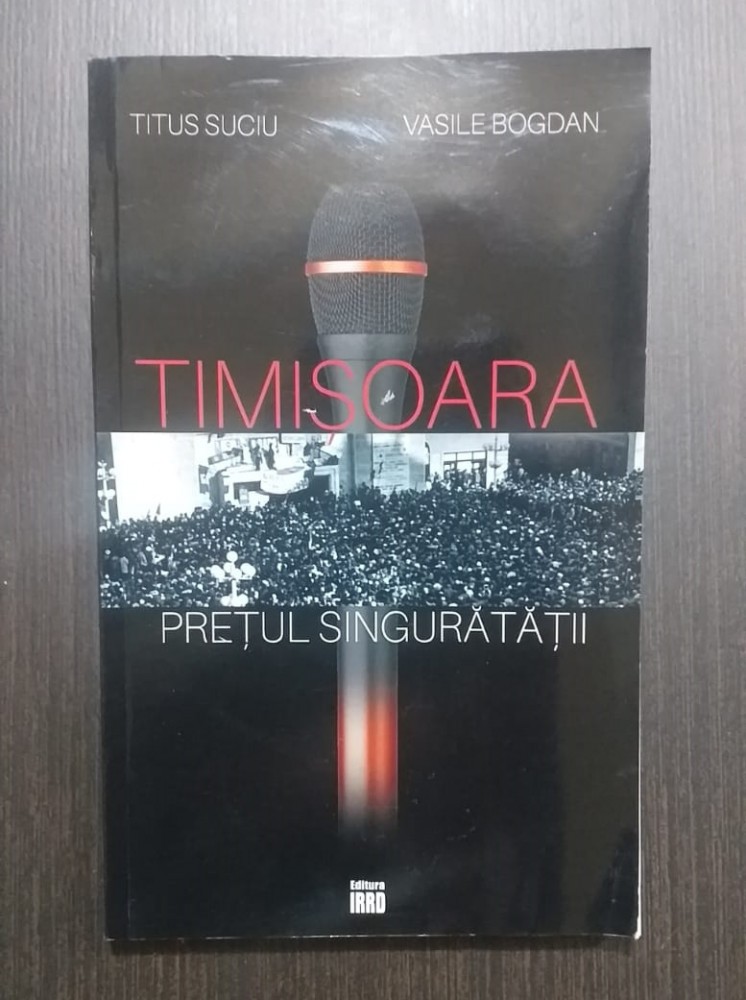 TITUS SUCIU VASILE BOGDAN
TIMIȘOARA
PREȚUL SINGURĂTĂȚII
Editura
IRRD